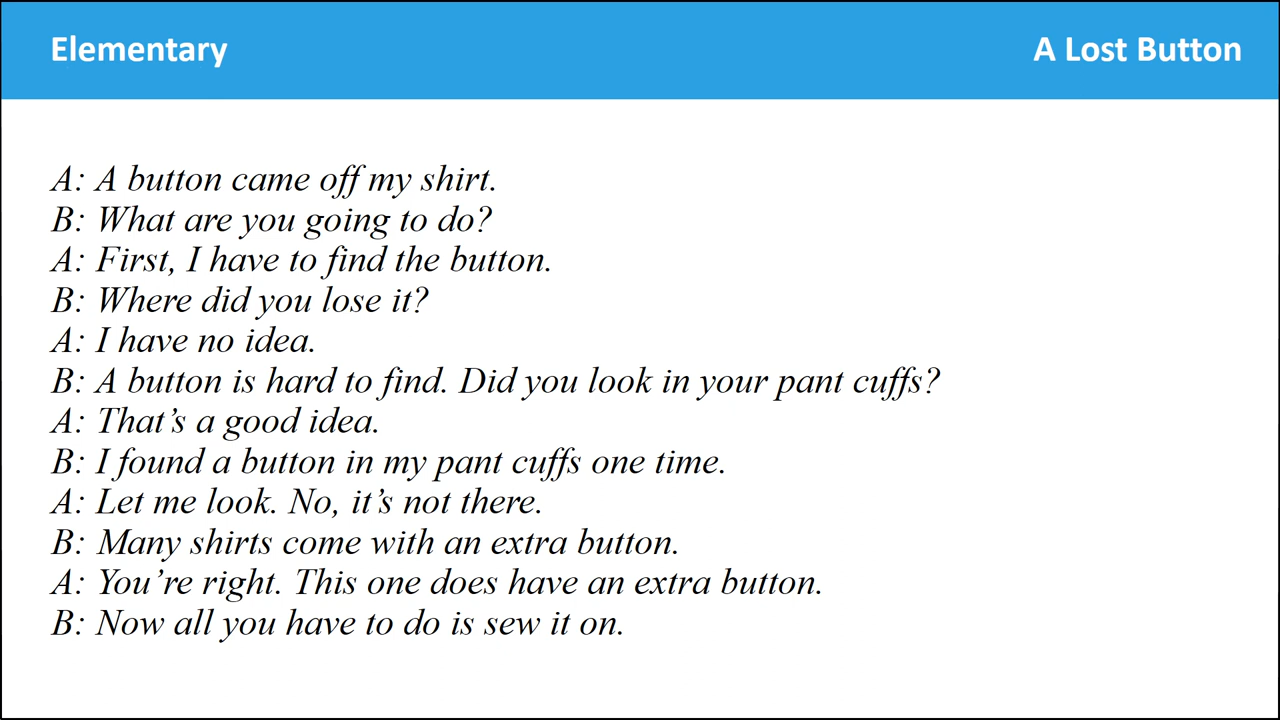 Elementary
A Lost Button
A: A button came off my shirt.
B: What are you going to do?
A: First, I have to find the button.
B: Where did you lose it?
A: I have no idea.
B: A button is hard to find. Did you look in your pant cuffs?
A: That’s a good idea.
B: I found a button in my pant cuffs one time.
A: Let me look. No, it’s not there.
B: Many shirts come with an extra button.
A: You’re right. This one does have an extra button.
B: Now all you have to do is sew it on.